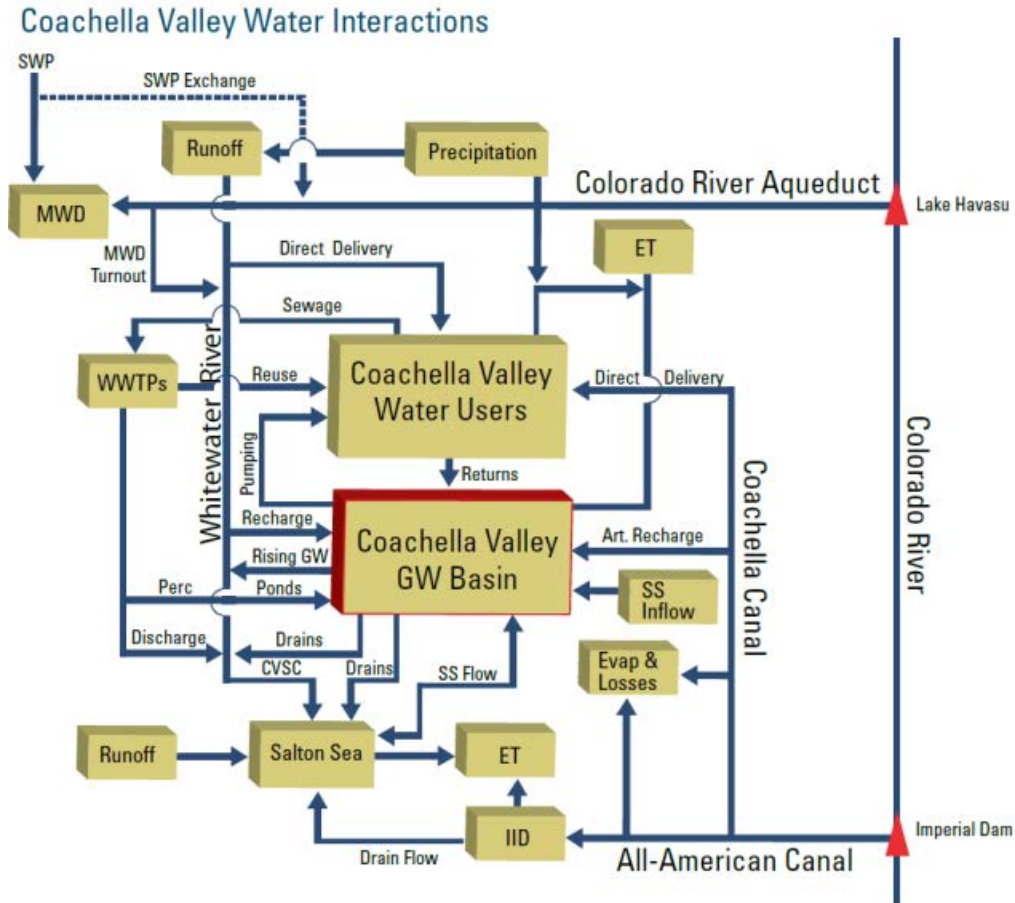 Coachella Valley Water Interactions
SWP
SWP Exchange
Runoff
Precipitation
Colorado River Aqueduct
Lake Havasu
MWD
MWD
Turnout
Direct Delivery
ET
Sewage
WWTPs
Whitewater River
Reuse
Coachella Valley
Water Users
Direct Delivery
Pumping
Returns
Coachella Canal
Colorado River
Recharge
Coachella Valley
GW Basin
Art. Recharge
Rising GW
Perc Ponds
SS
Inflow
Discharge
Drains
CVSC
Drains
SS Flow
Evap &
Losses
Runoff
Salton Sea
ET
IID
Drain Flow
All-American Canal
Imperial Dam